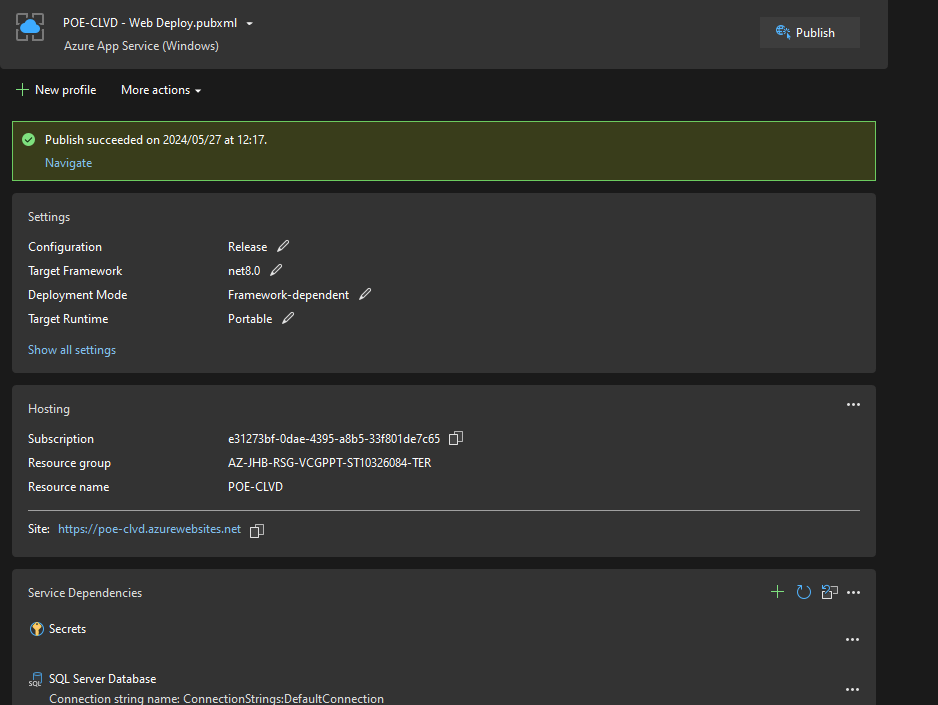 POE-CLVD - Web Deploy.pubxml
Azure App Service (Windows)
Publish
New profile
More actions
Publish succeeded on 2024/05/27 at 12:17.
Navigate
Settings
Configuration Release
Target Framework net8.0
Deployment Mode Framework-dependent
Target Runtime Portable
Show all settings
Hosting
Subscription e31273bf-0dae-4395-a8b5-33f801de7c65
Resource group AZ-JHB-RSG-VCGPPT-ST10326084-TER
Resource name POE-CLVD
Site: https://poe-clvd.azurewebsites.net
Service Dependencies
Secrets
SQL SQL Server Database
Connection string name: ConnectionStrings:DefaultConnection